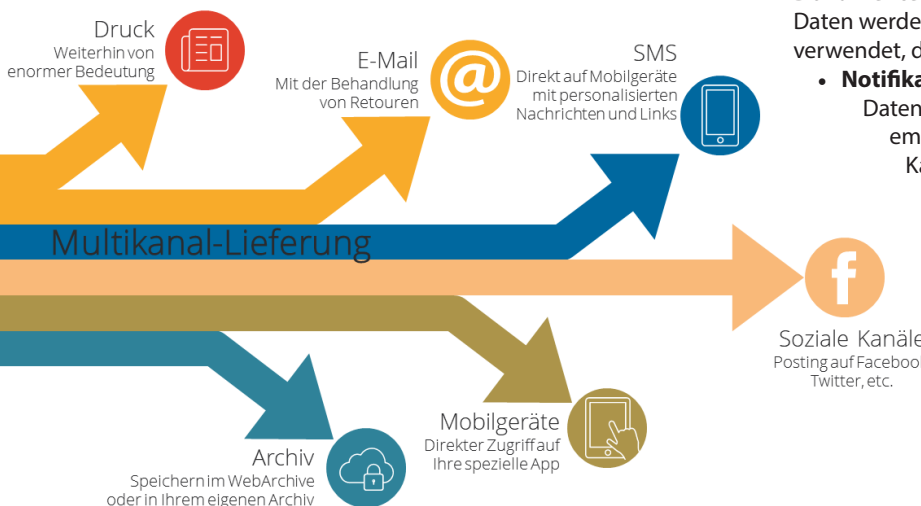 Druck
Weiterhin von
enormer Bedeutung
E-Mail
Mit der Behandlung
von Retouren
SMS
Direkt auf Mobilgeräte
mit personalisierten
Nachrichten und Links
Multikanal-Lieferung
Soziale Kanäle
Posting auf Facebook
Twitter, etc.
Mobilgeräte
Direkter Zugriff auf
Ihre spezielle App
Archiv
Speichern im WebArchive
oder in Ihrem eigenen Archiv
Daten werde
verwendet, d
• Notifika
Daten
em
Ka